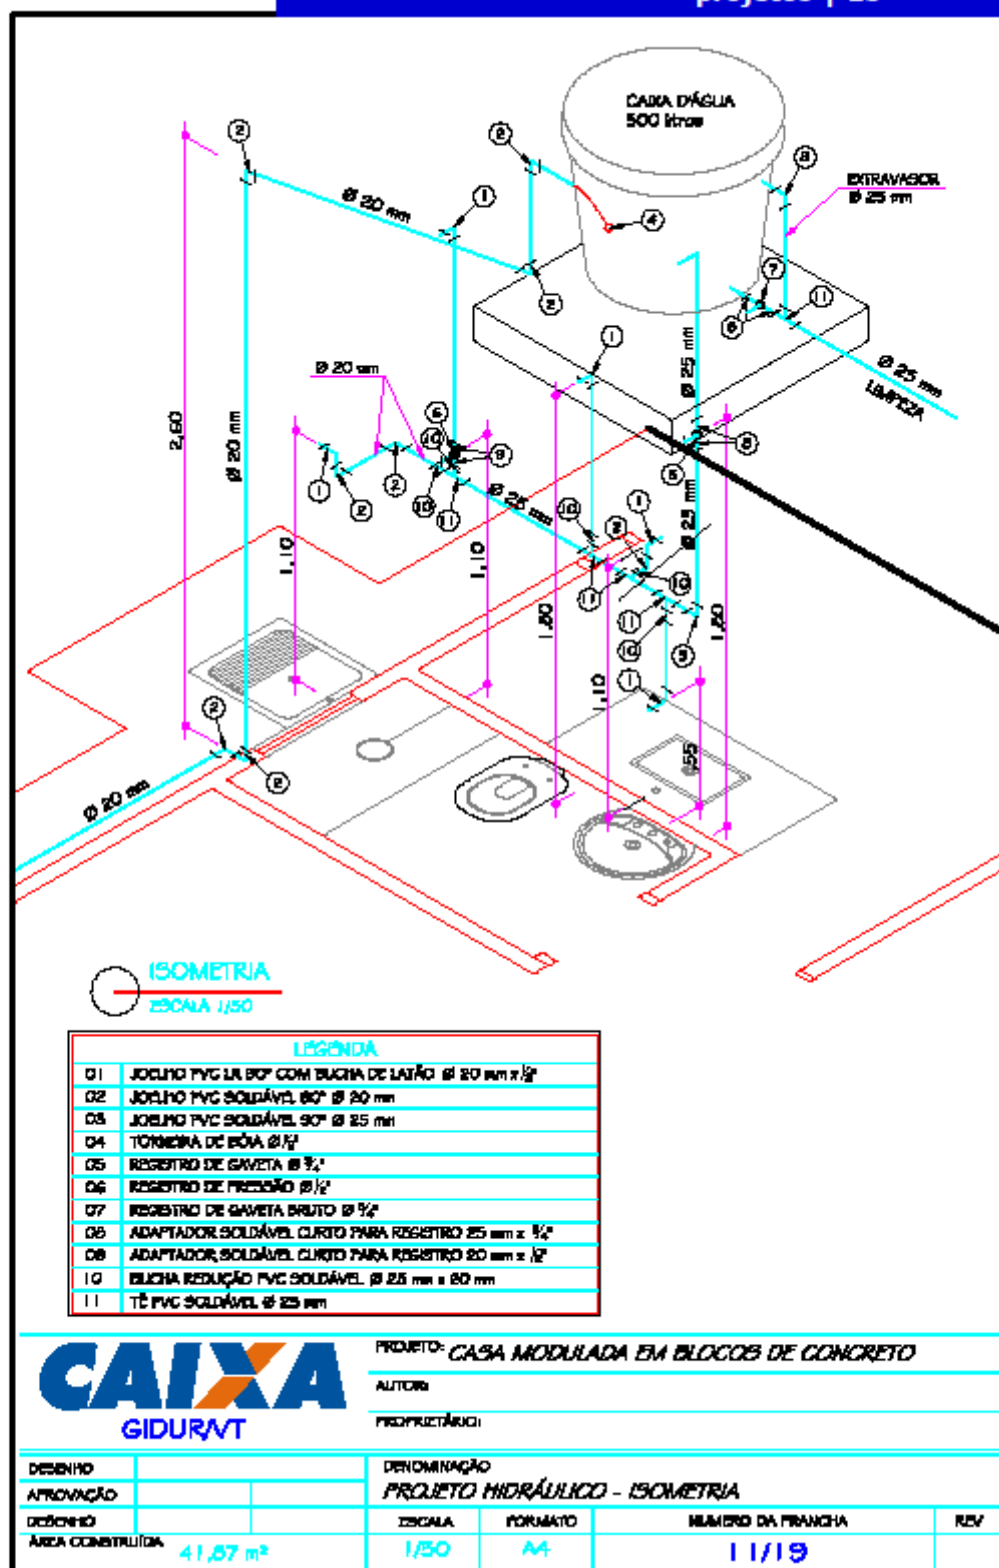 CAIXA D'ÁGUA
500 litros
EXTRAVASOR
Ø 25 mm
Ø 20 mm
Ø 25 mm
LIMPEZA
Ø 20 mm
Ø 25 mm
2,60
Ø 20 mm
Ø 25 mm
Ø 25 mm
1,10
1,10
1,80
1,80
1,10
,55
Ø 20 mm
ISOMETRIA
ESCALA 1/50
LEGENDA
01 JOELHO PVC LR 90° COM BUCHA DE LATÃO Ø 20 mm x ½"
02 JOELHO PVC SOLDÁVEL 90° Ø 20 mm
03 JOELHO PVC SOLDÁVEL 90° Ø 25 mm
04 TORNEIRA DE BÓIA Ø ½"
05 REGISTRO DE GAVETA Ø ¾"
06 REGISTRO DE PRESSÃO Ø ½"
07 REGISTRO DE GAVETA BRUTO Ø ¾"
08 ADAPTADOR SOLDÁVEL CURTO PARA REGISTRO 25 mm x ¾"
09 ADAPTADOR SOLDÁVEL CURTO PARA REGISTRO 20 mm x ½"
10 BUCHA REDUÇÃO PVC SOLDÁVEL Ø 25 mm x 20 mm
11 TÊ PVC SOLDÁVEL Ø 25 mm
CAIXA
GIDUR/VT
PROJETO: CASA MODULADA EM BLOCOS DE CONCRETO
AUTOR:
PROPRIETÁRIO:
DESENHO
APROVAÇÃO
DESENHO
ÁREA CONSTRUÍDA
41,87 m²
DENOMINAÇÃO
PROJETO HIDRÁULICO - ISOMETRIA
ESCALA
1/50
FORMATO
A4
NUMERO DA PRANCHA
11/19
REV